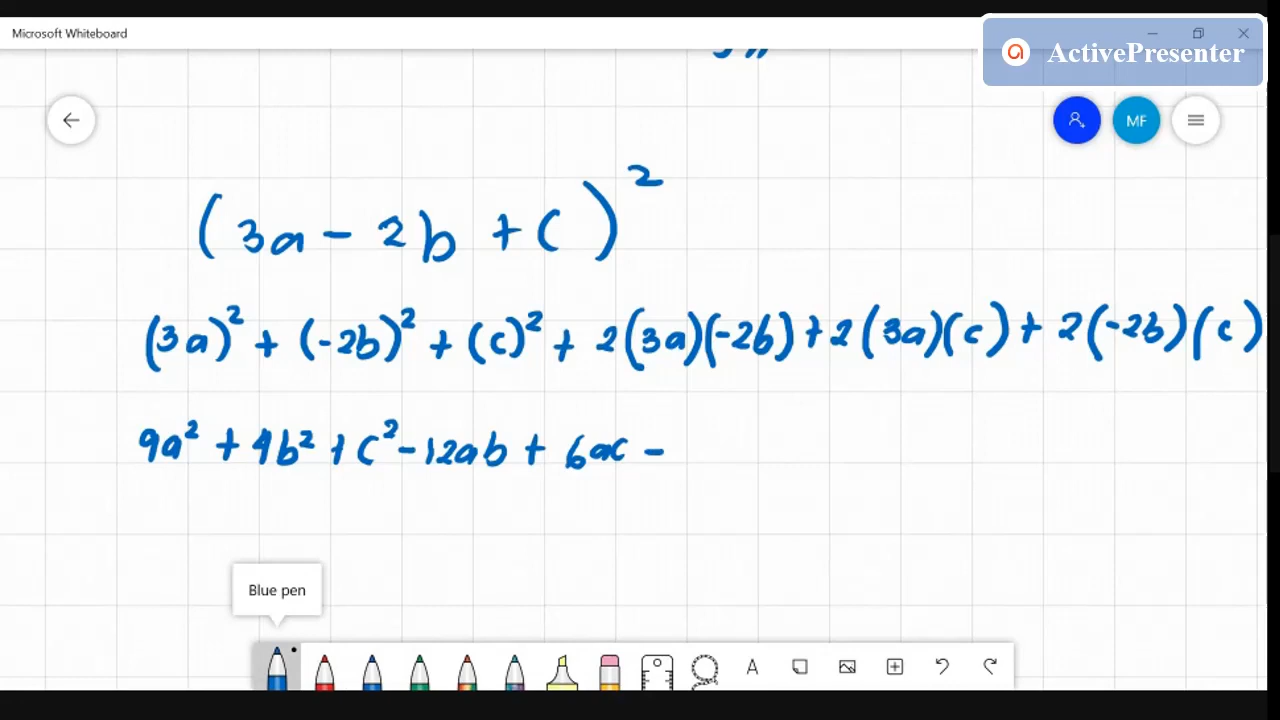 Microsoft Whiteboard
ActivePresenter
MF
(3a - 2b + c)²
(3a)² + (-2b)² + (c)² + 2(3a)(-2b) + 2(3a)(c) + 2(-2b)(c)
9a² + 4b² + c² - 12ab + 6ac -
Blue pen
A